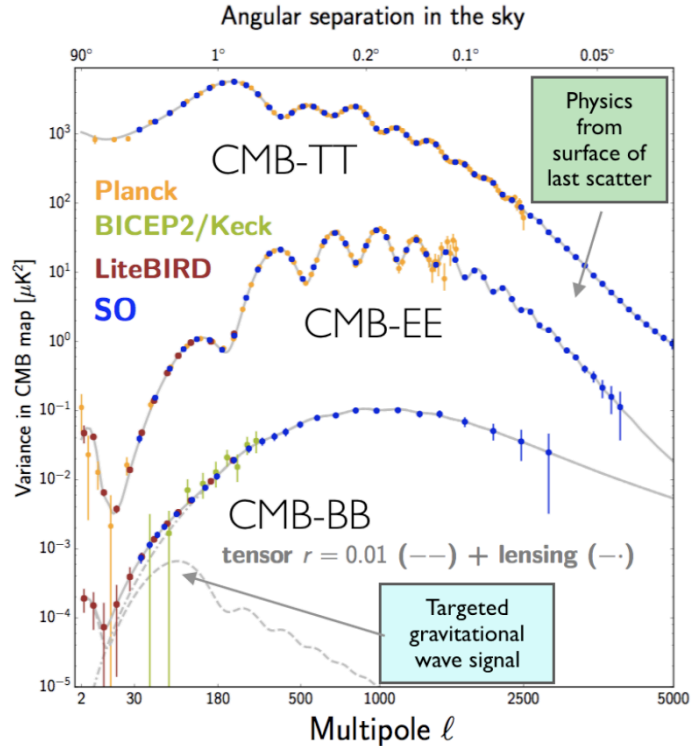 Angular separation in the sky
90° 1° 0.2° 0.1° 0.05°
Variance in CMB map [μK²]
10³
10²
10¹
10⁰
10⁻¹
10⁻²
10⁻³
10⁻⁴
10⁻⁵
CMB-TT
Physics
from
surface of
last scatter
Planck
BICEP2/Keck
LiteBIRD
SO
CMB-EE
CMB-BB
tensor r = 0.01 (−−) + lensing (−·)
Targeted
gravitational
wave signal
2 30 180 500 1000 2500 5000
Multipole ℓ